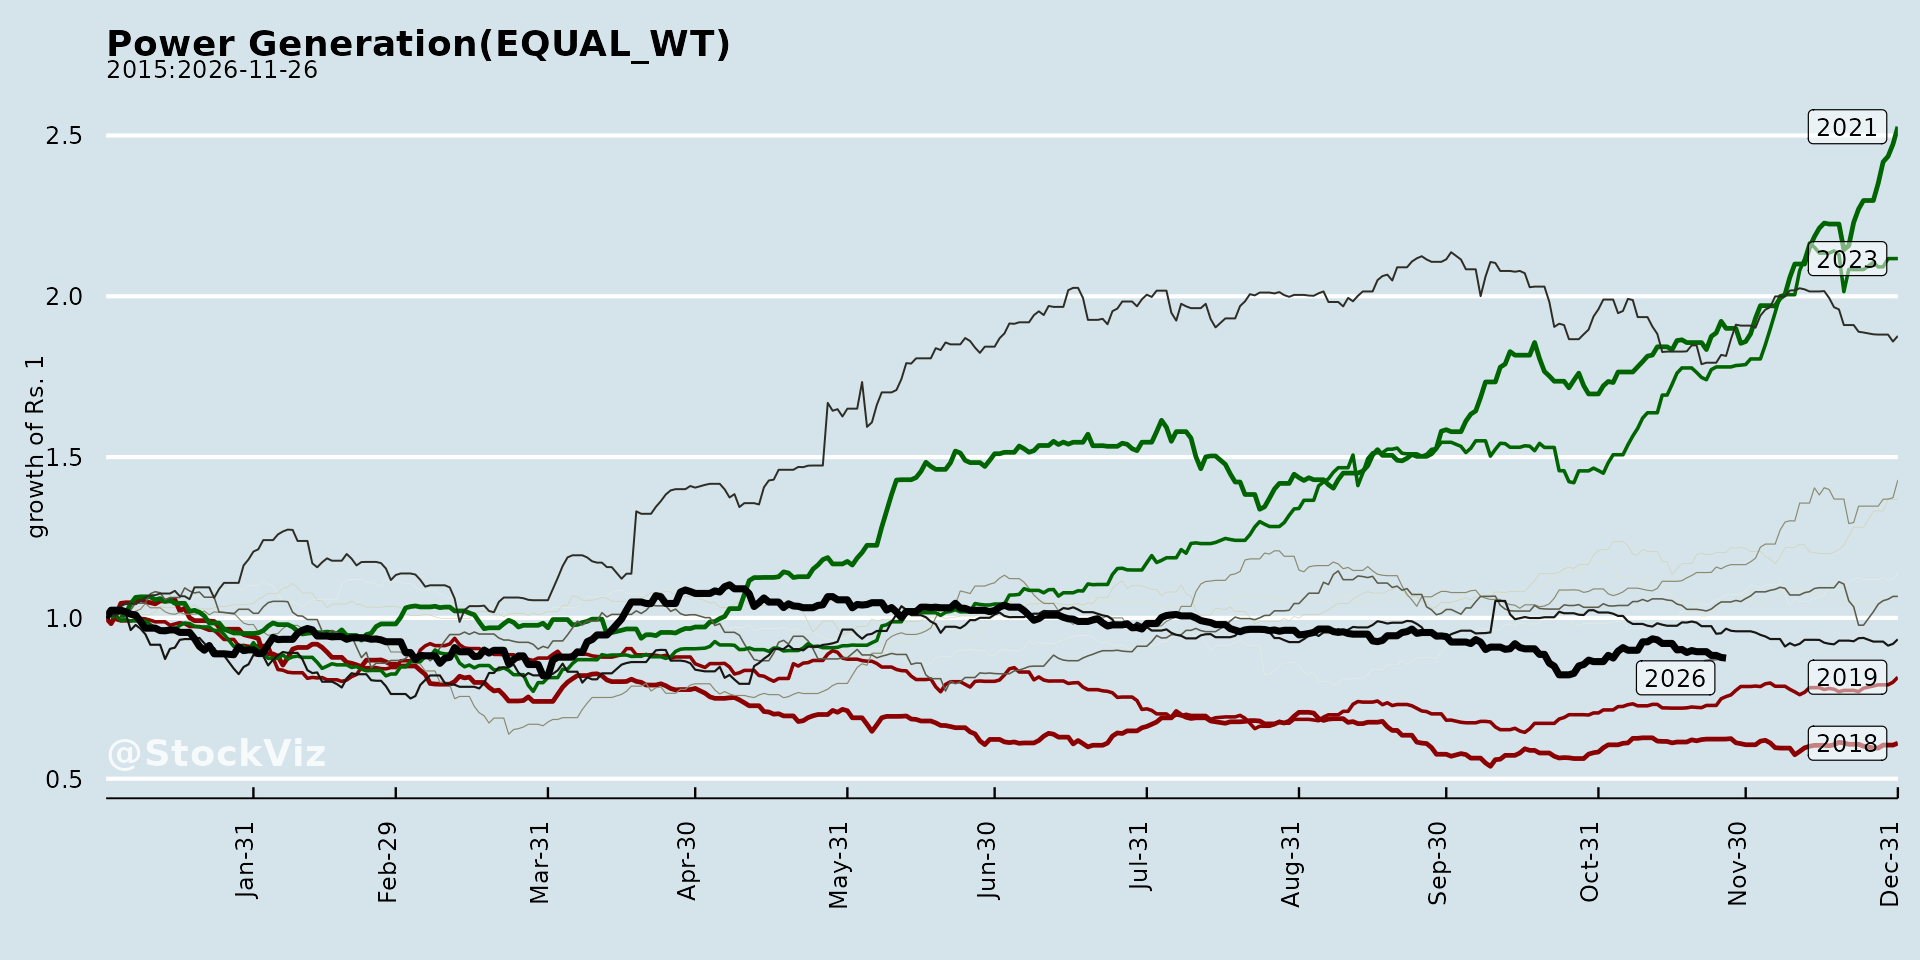 Power Generation(EQUAL_WT)
2015:2026-11-26
growth of Rs. 1
2.5
2.0
1.5
1.0
0.5
2021
2023
2026
2019
2018
@StockViz
Jan-31
Feb-29
Mar-31
Apr-30
May-31
Jun-30
Jul-31
Aug-31
Sep-30
Oct-31
Nov-30
Dec-31